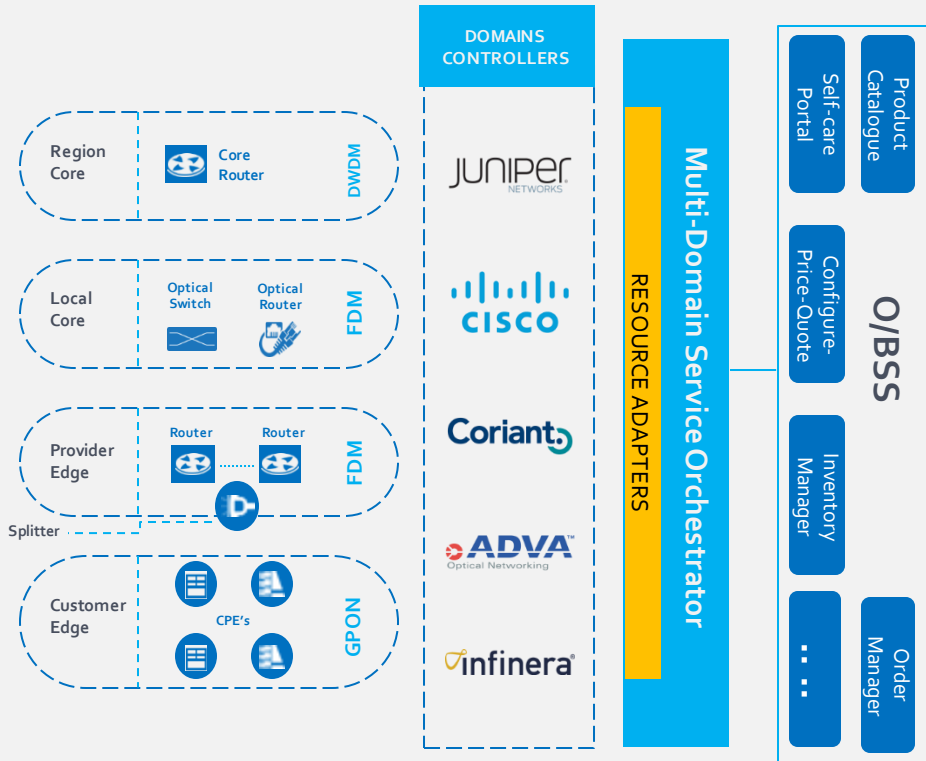 DOMAINS
CONTROLLERS
Region
Core
Core
Router
DWDM
Local
Core
Optical
Switch
Optical
Router
FDM
Provider
Edge
Router
Router
FDM
Splitter
Customer
Edge
CPE's
GPON
JUNIPER
NETWORKS
CISCO
Coriant
ADVA™
Optical Networking
infinera®
RESOURCE ADAPTERS
Multi-Domain Service Orchestrator
Self-care
Portal
Product
Catalogue
Configure-
Price-Quote
O/BSS
Inventory
Manager
.. ..
Order
Manager